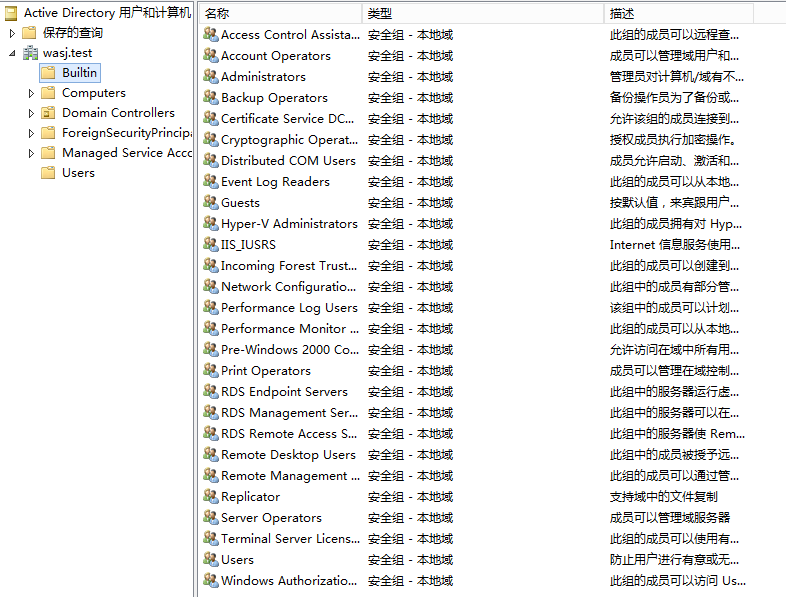 Active Directory 用户和计算机
保存的查询
wasj.test
Builtin
Computers
Domain Controllers
ForeignSecurityPrincipa
Managed Service Acco
Users
名称 类型 描述
Access Control Assista... 安全组 - 本地域 此组的成员可以远程查...
Account Operators 安全组 - 本地域 成员可以管理域用户和...
Administrators 安全组 - 本地域 管理员对计算机/域有不...
Backup Operators 安全组 - 本地域 备份操作员为了备份或...
Certificate Service DC... 安全组 - 本地域 允许该组的成员连接到...
Cryptographic Operat... 安全组 - 本地域 授权成员执行加密操作。
Distributed COM Users 安全组 - 本地域 成员允许启动、激活和...
Event Log Readers 安全组 - 本地域 此组的成员可以从本地...
Guests 安全组 - 本地域 按默认值，来宾跟用户...
Hyper-V Administrators 安全组 - 本地域 此组的成员拥有对 Hyp...
IIS_IUSRS 安全组 - 本地域 Internet 信息服务使用...
Incoming Forest Trust... 安全组 - 本地域 此组的成员可以创建到...
Network Configuratio... 安全组 - 本地域 此组中的成员有部分管...
Performance Log Users 安全组 - 本地域 该组中的成员可以计划...
Performance Monitor ... 安全组 - 本地域 此组的成员可以从本地...
Pre-Windows 2000 Co... 安全组 - 本地域 允许访问在域中所有用...
Print Operators 安全组 - 本地域 成员可以管理在域控制...
RDS Endpoint Servers 安全组 - 本地域 此组中的服务器运行虚...
RDS Management Ser... 安全组 - 本地域 此组中的服务器可以在...
RDS Remote Access S... 安全组 - 本地域 此组中的服务器使 Rem...
Remote Desktop Users 安全组 - 本地域 此组中的成员被授予远...
Remote Management ... 安全组 - 本地域 此组的成员可以通过管...
Replicator 安全组 - 本地域 支持域中的文件复制
Server Operators 安全组 - 本地域 成员可以管理域服务器
Terminal Server Licens... 安全组 - 本地域 此组的成员可以使用有...
Users 安全组 - 本地域 防止用户进行有意或无...
Windows Authorizatio... 安全组 - 本地域 此组的成员可以访问 Us...